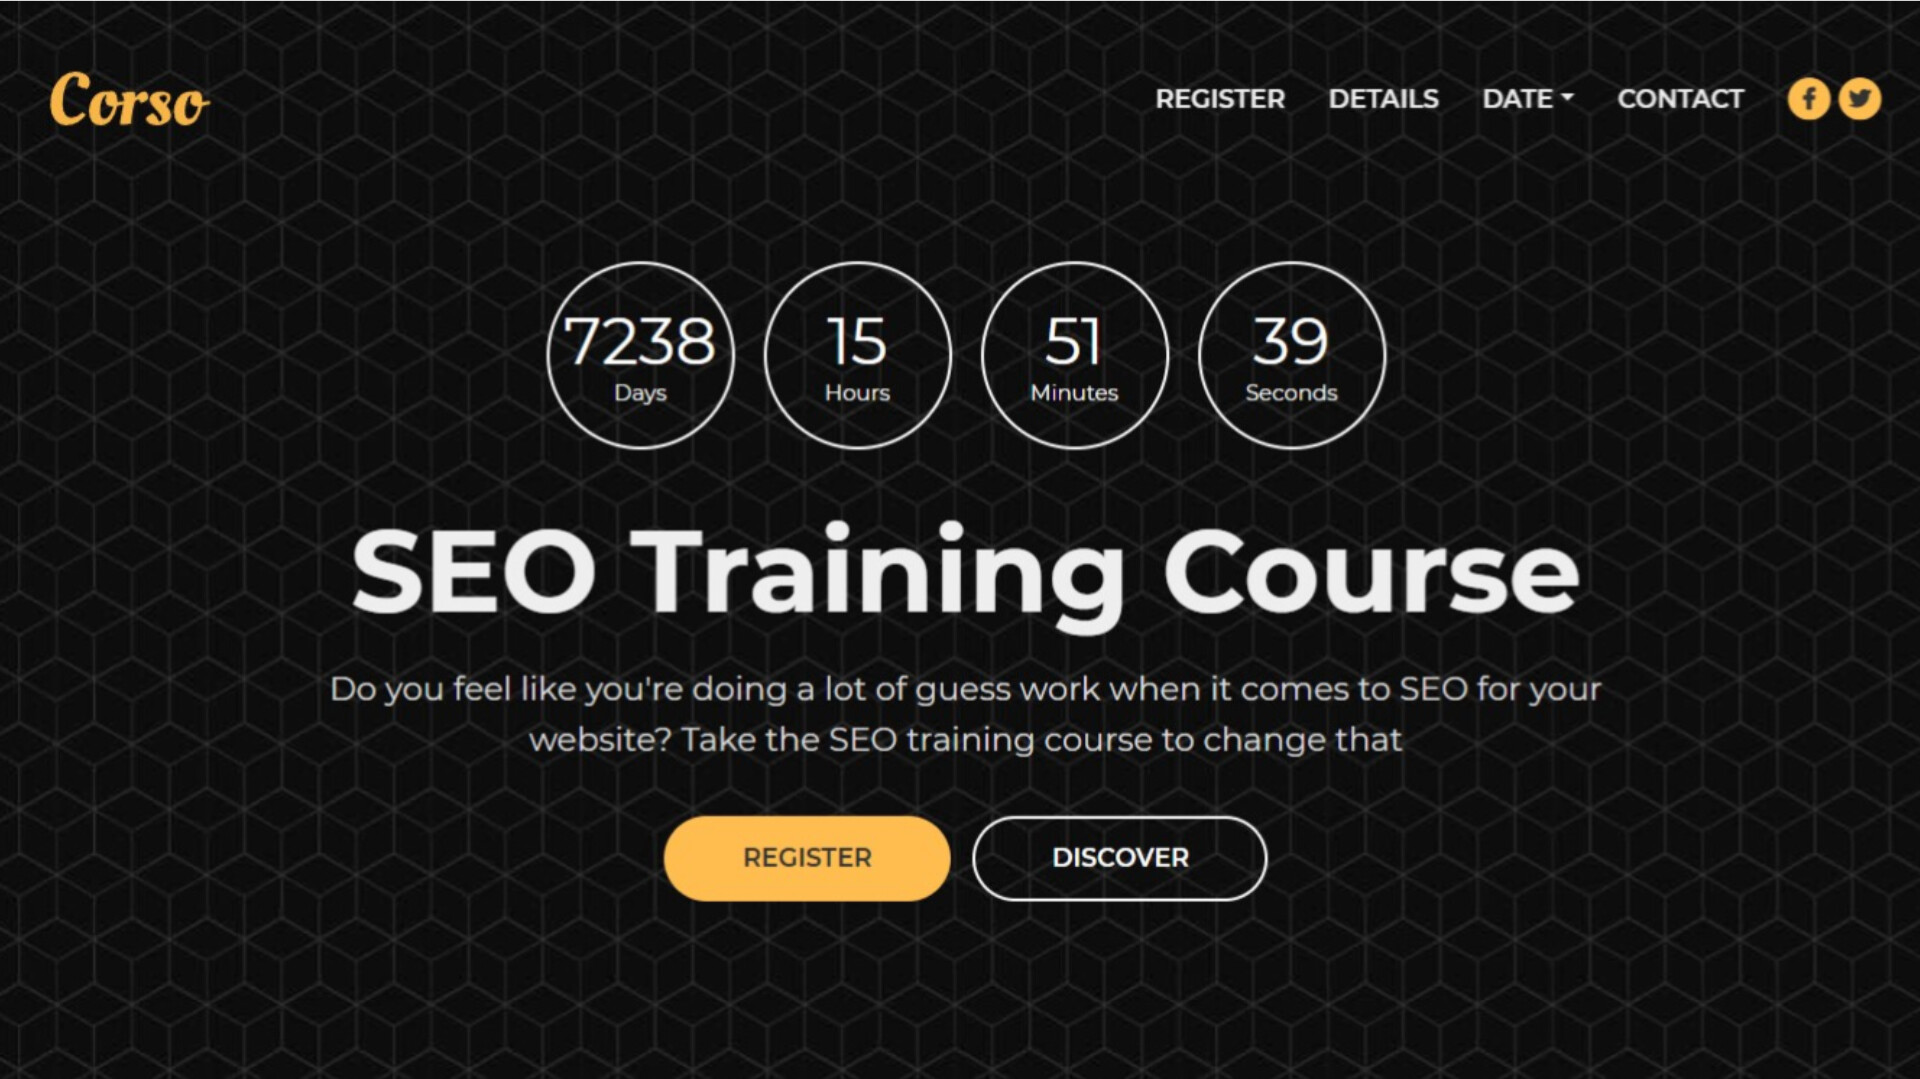 Corso
REGISTER DETAILS DATE CONTACT
7238 15 51 39
Days Hours Minutes Seconds
SEO Training Course
Do you feel like you're doing a lot of guess work when it comes to SEO for your
website? Take the SEO training course to change that
REGISTER DISCOVER